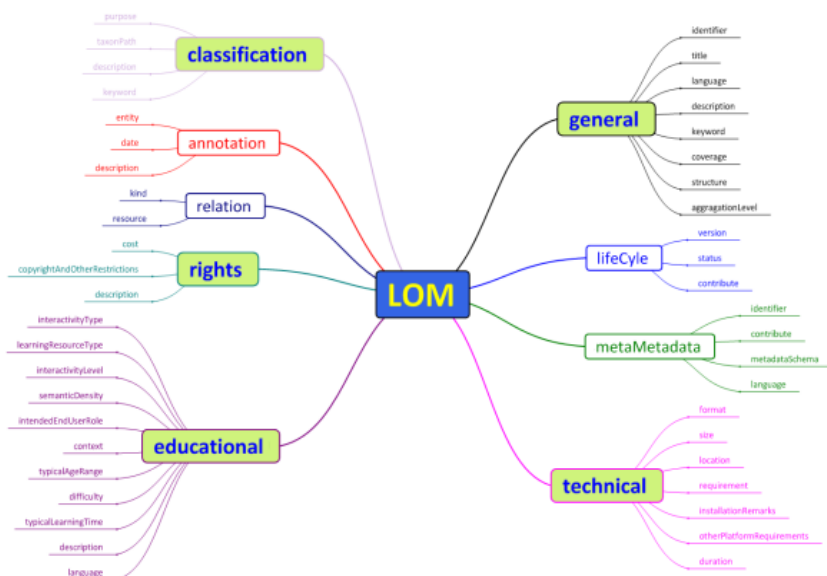 purpose
taxonPath
description
keyword
classification
entity
date
description
annotation
kind
resource
relation
cost
copyrightAndOtherRestrictions
description
rights
interactivityType
learningResourceType
interactivityLevel
semanticDensity
intendedEndUserRole
context
typicalAgeRange
difficulty
typicalLearningTime
description
language
educational
LOM
general
identifier
title
language
description
keyword
coverage
structure
aggragationLevel
lifeCyle
version
status
contribute
metaMetadata
identifier
contribute
metadataSchema
language
technical
format
size
location
requirement
installationRemarks
otherPlatformRequirements
duration